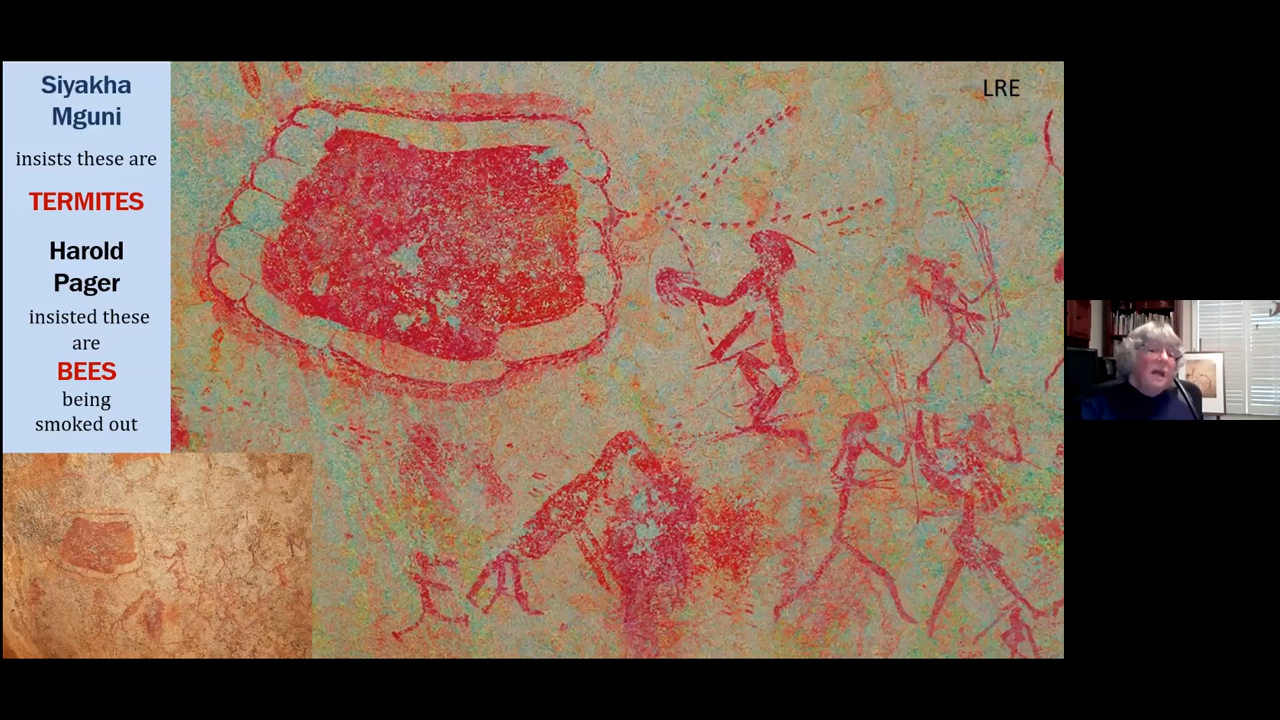 Siyakha
Mguni
insists these are
TERMITES
Harold
Pager
insisted these
are
BEES
being
smoked out
LRE